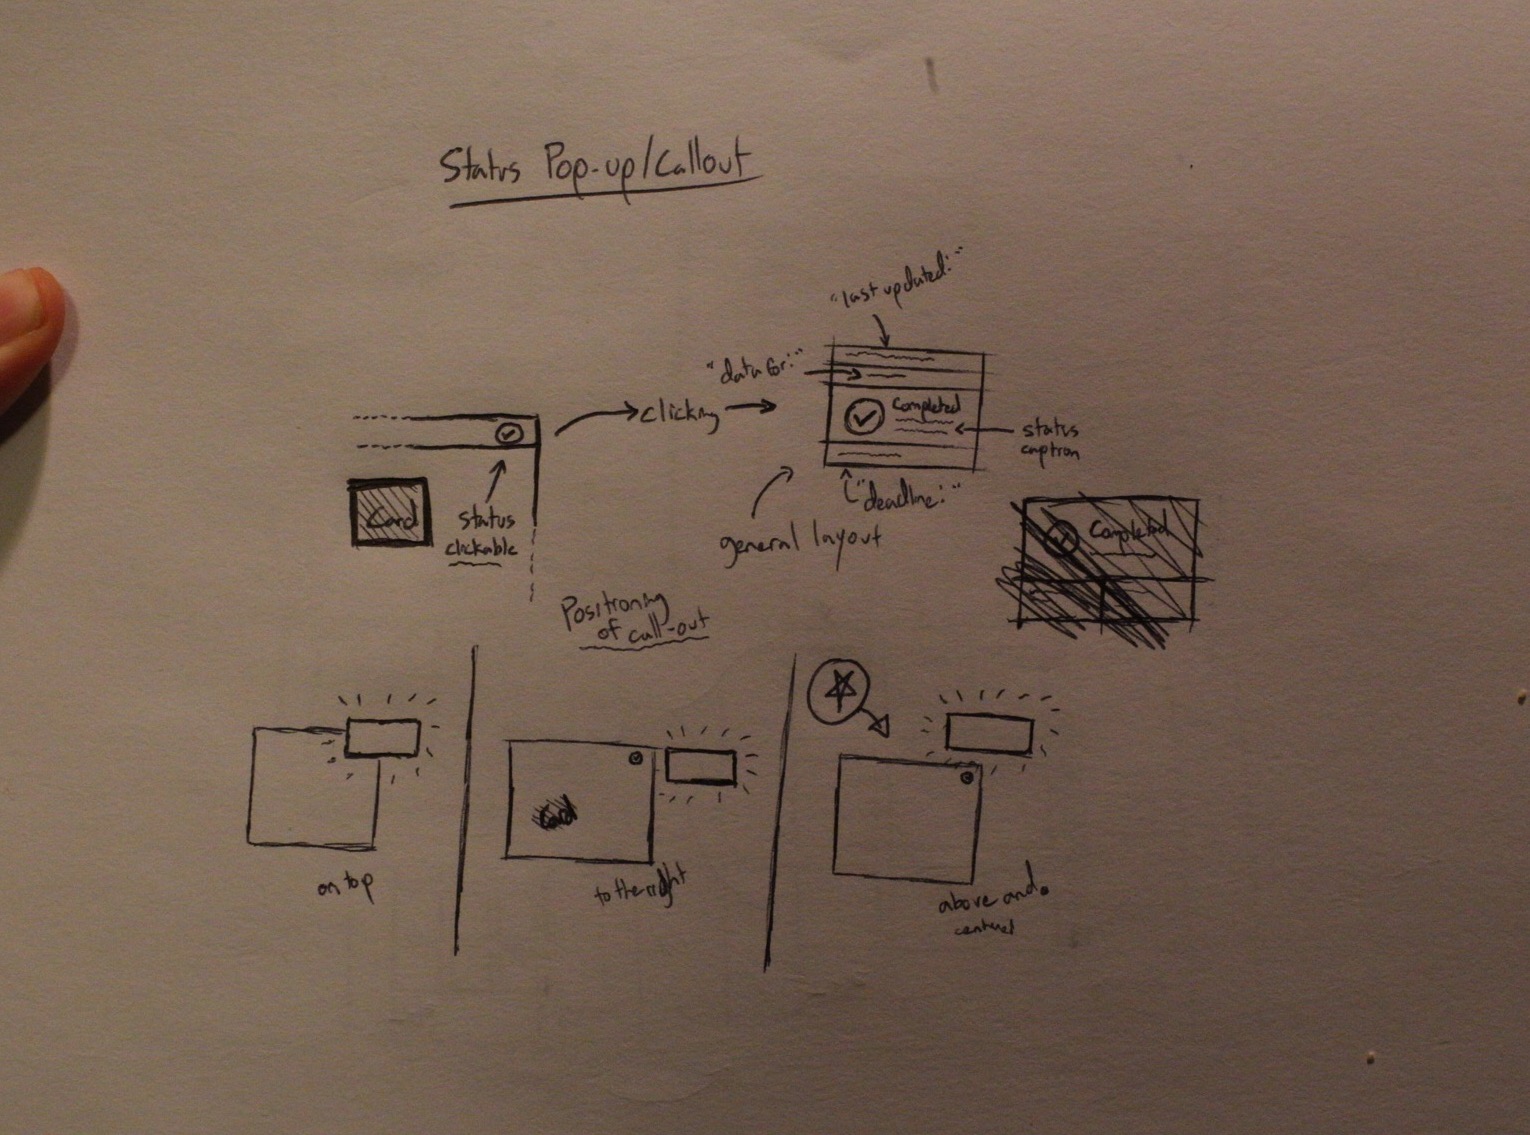 Status Pop-up/Callout
"last updated:"
"data for:"
clicking
Completed
status
caption
"deadline:"
general layout
Card
status
clickable
Completed
Positioning
of call-out
Card
on top
to the right
above and
centered